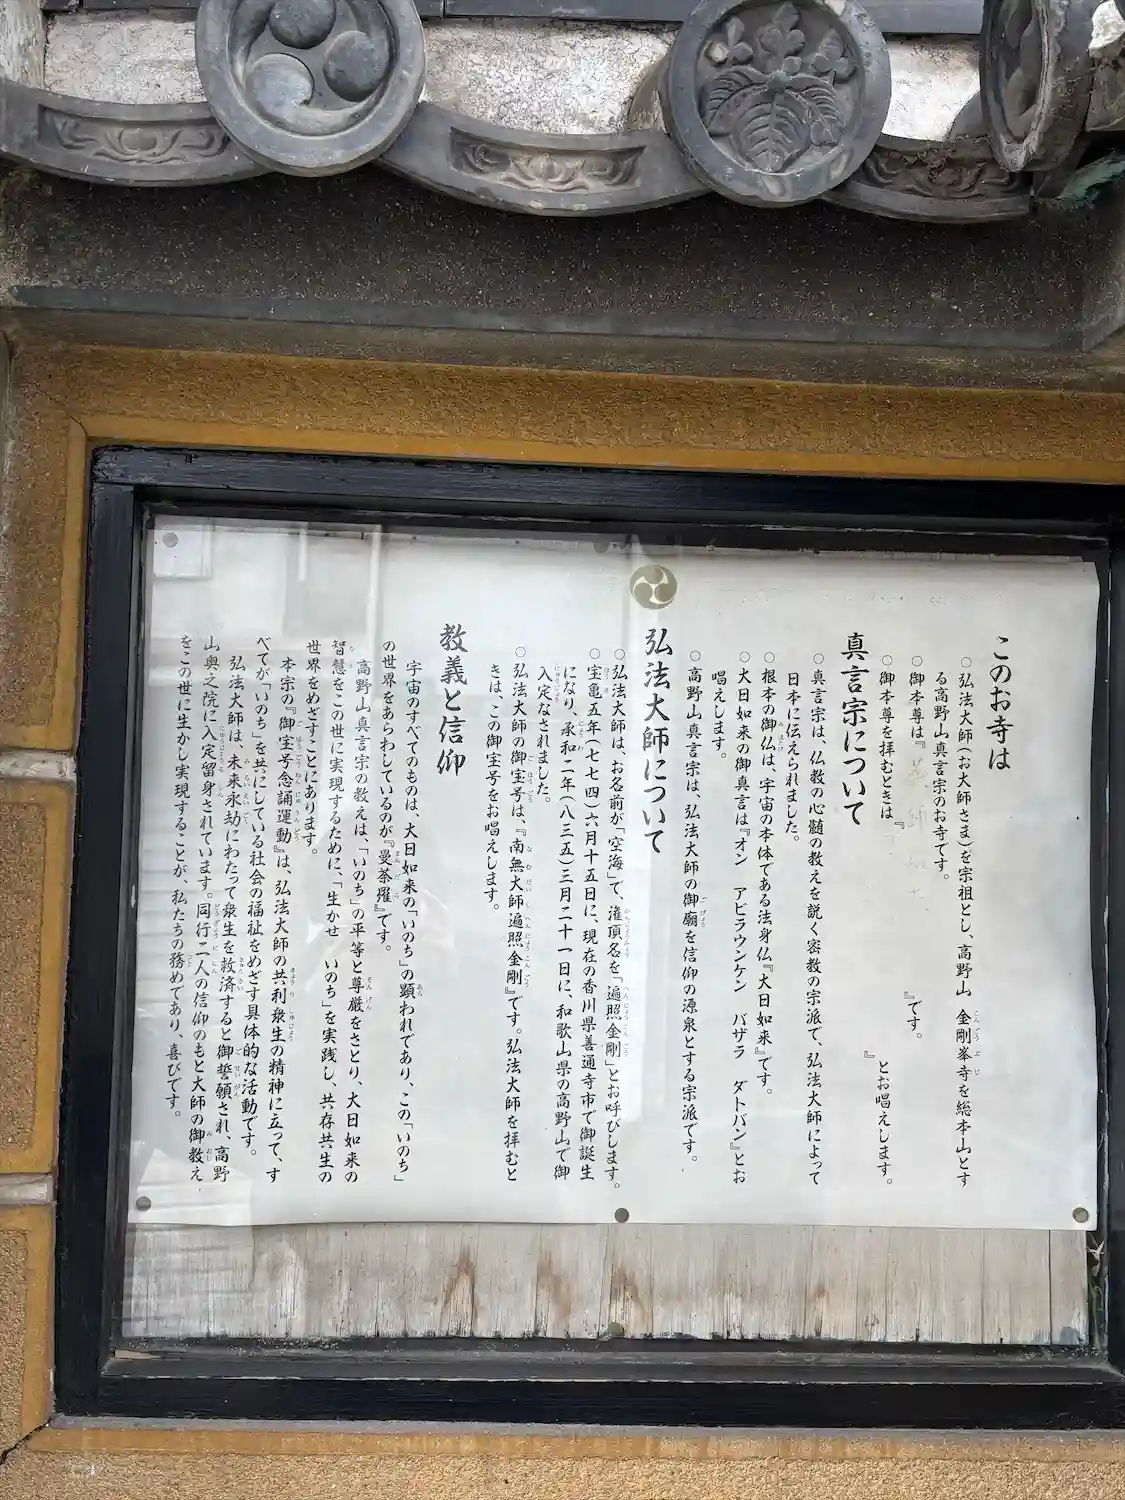 このお寺は
○弘法大師(お大師さま)を宗祖とし、高野山 金剛峯寺を総本山とす
る高野山真言宗のお寺です。
○御本尊は『 』です。
○御本尊を拝むときは『 』とお唱えします。
真言宗について
○真言宗は、仏教の心髄の教えを説く密教の宗派で、弘法大師によって
日本に伝えられました。
○根本の御仏は、宇宙の本体である法身仏『大日如来』です。
○大日如来の御真言は『オン アビラウンケン バザラ ダトバン』とお
唱えします。
○高野山真言宗は、弘法大師の御廟を信仰の源泉とする宗派です。
弘法大師について
○弘法大師は、お名前が「空海」で、潅頂名を「遍照金剛」とお呼びします。
○宝亀五年(七七四)六月十五日に、現在の香川県善通寺市で御誕生
になり、承和二年(八三五)三月二十一日に、和歌山県の高野山で御
入定なされました。
○弘法大師の御宝号は、『南無大師遍照金剛』です。弘法大師を拝むと
きは、この御宝号をお唱えします。
教義と信仰
宇宙のすべてのものは、大日如来の「いのち」の顕われであり、この「いのち」
の世界をあらわしているのが『曼荼羅』です。
高野山真言宗の教えは、「いのち」の平等と尊厳をさとり、大日如来の
智慧をこの世に実現するために、「生かせ いのち」を実践し、共存共生の
世界をめざすことにあります。
本宗の『御宝号念誦運動』は、弘法大師の共利衆生の精神に立って、す
べてが「いのち」を共にしている社会の福祉をめざす具体的な活動です。
弘法大師は、未来永劫にわたって衆生を救済すると御誓願され、高野
山奥之院に入定留身されています。同行二人の信仰のもと大師の御教え
をこの世に生かし実現することが、私たちの務めであり、喜びです。